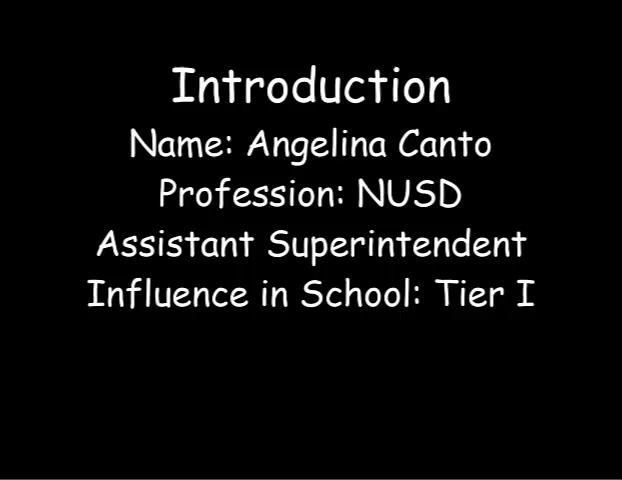 Introduction
Name: Angelina Canto
Profession: NUSD
Assistant Superintendent
Influence in School: Tier I